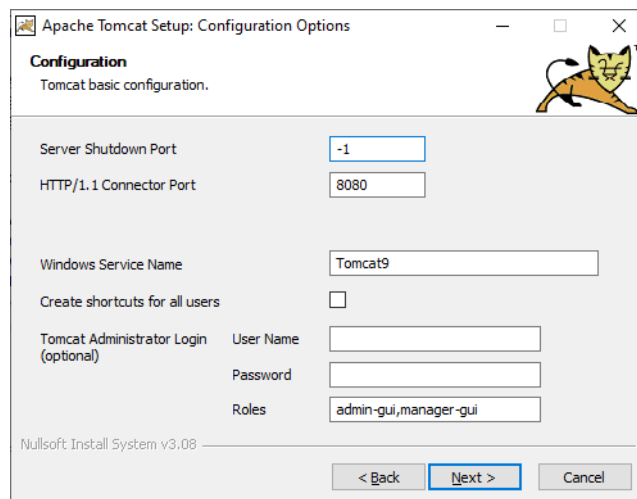 Apache Tomcat Setup: Configuration Options
Configuration
Tomcat basic configuration.
Server Shutdown Port -1
HTTP/1.1 Connector Port 8080
Windows Service Name Tomcat9
Create shortcuts for all users
Tomcat Administrator Login User Name
(optional)
Password
Roles admin-gui,manager-gui
Nullsoft Install System v3.08
< Back Next > Cancel